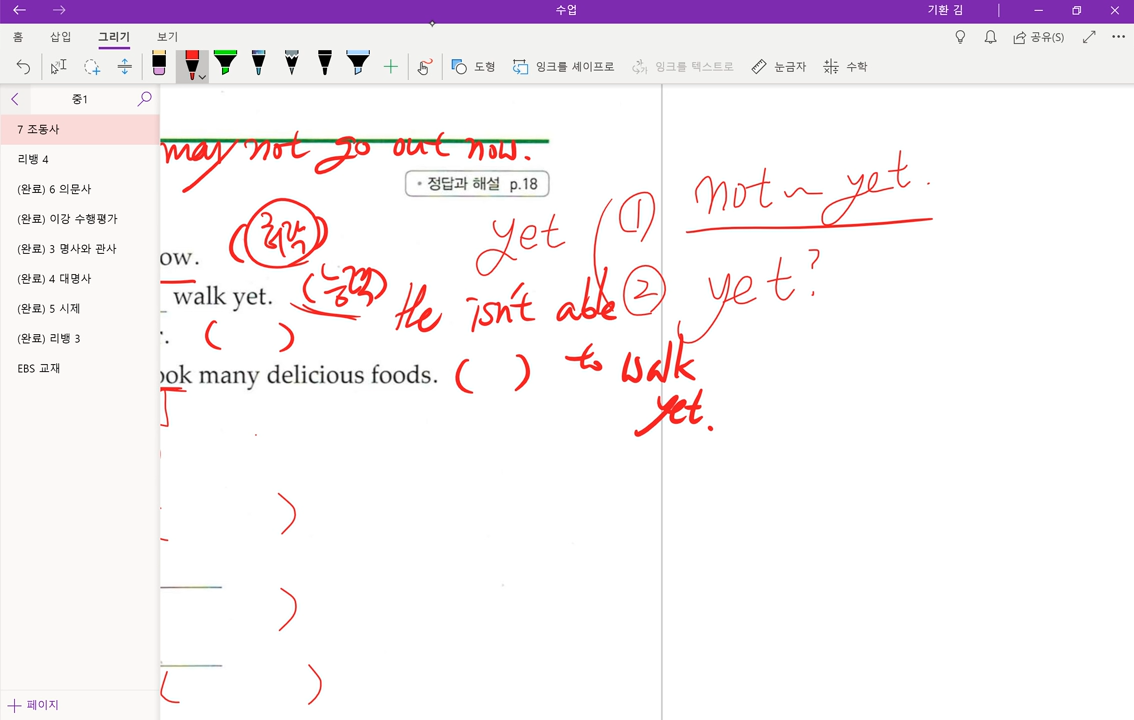 수업
기환 김
홈 삽입 그리기 보기
공유(S)
도형 잉크를 셰이프로 잉크를 텍스트로 눈금자 수학
중1
7 조동사
리뱅 4
(완료) 6 의문사
(완료) 이강 수행평가
(완료) 3 명사와 관사
(완료) 4 대명사
(완료) 5 시제
(완료) 리뱅 3
EBS 교재
페이지
may not go out now.
• 정답과 해설 p.18
yet ① not ~ yet.
② yet?
ow. (허락)
walk yet. (능력) He isn't able
to walk
yet.
: ( )
ook many delicious foods. ( )
)
)
( )